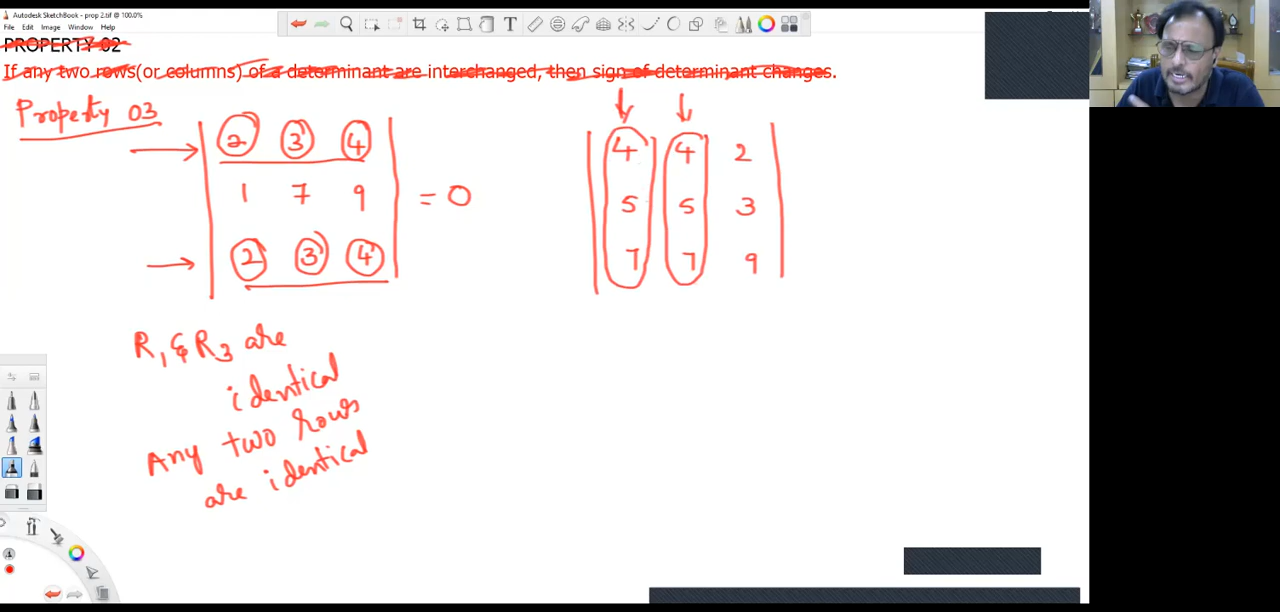 Autodesk SketchBook - prop 2.tif @ 100.0%
File Edit Image Window Help
PROPERTY 02
If any two rows(or columns) of a determinant are interchanged, then sign of determinant changes.
Property 03
2 3 4
1 7 9 = 0
2 3 4
4 4 2
5 5 3
7 7 9
R1 & R3 are
identical
Any two rows
are identical